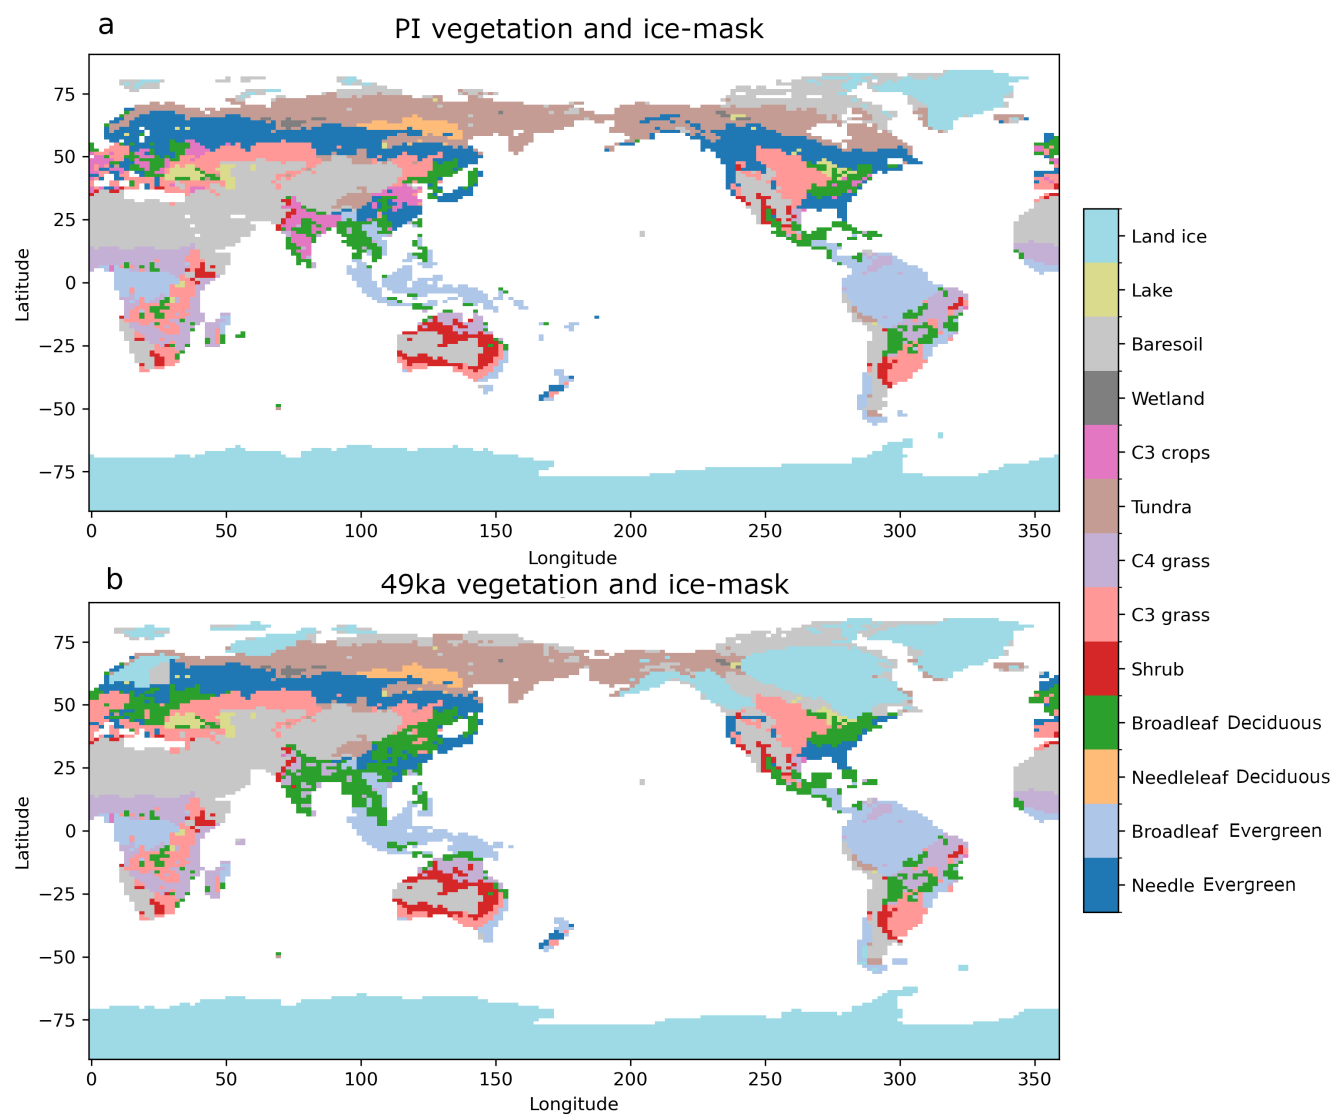 a
PI vegetation and ice-mask
75
50
25
0
−25
−50
−75
Latitude
0 50 100 150 200 250 300 350
Longitude
b
49ka vegetation and ice-mask
75
50
25
0
−25
−50
−75
Latitude
0 50 100 150 200 250 300 350
Longitude
Land ice
Lake
Baresoil
Wetland
C3 crops
Tundra
C4 grass
C3 grass
Shrub
Broadleaf Deciduous
Needleleaf Deciduous
Broadleaf Evergreen
Needle Evergreen